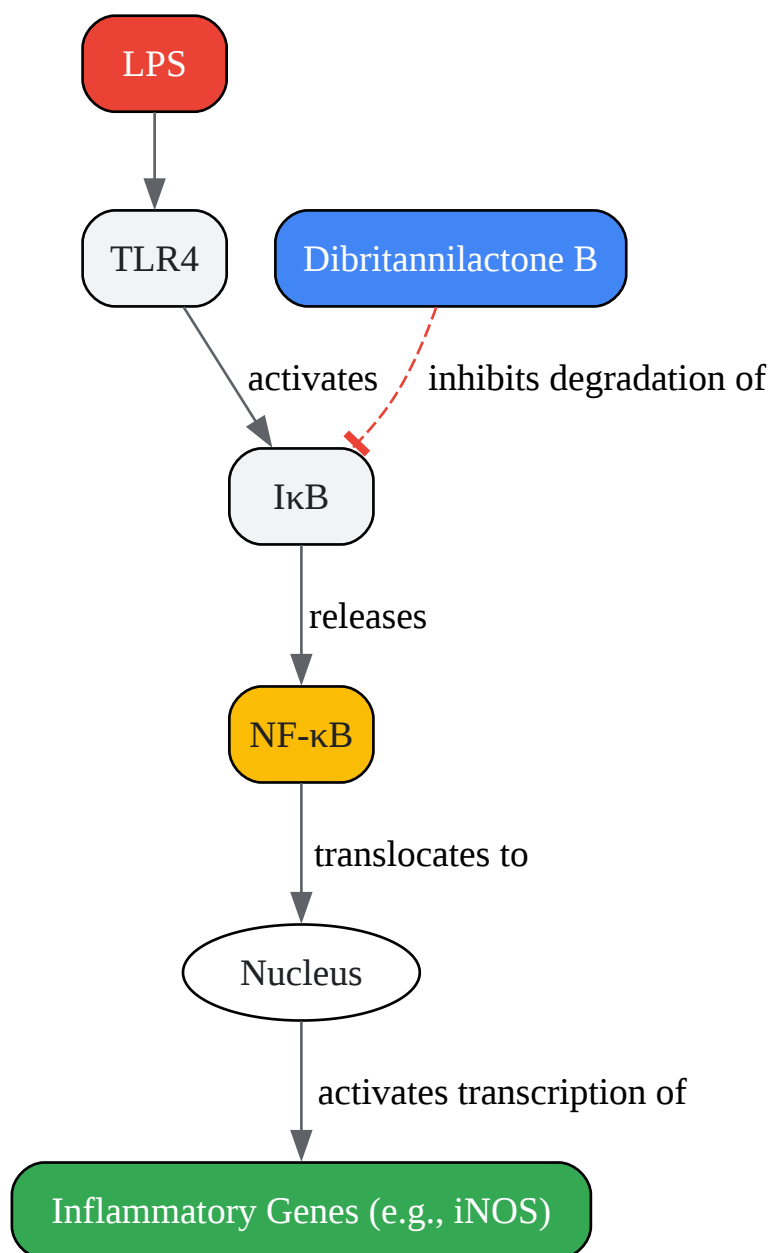 LPS
TLR4
Dibritannilactone B
activates
inhibits degradation of
IκB
releases
NF-κB
translocates to
Nucleus
activates transcription of
Inflammatory Genes (e.g., iNOS)